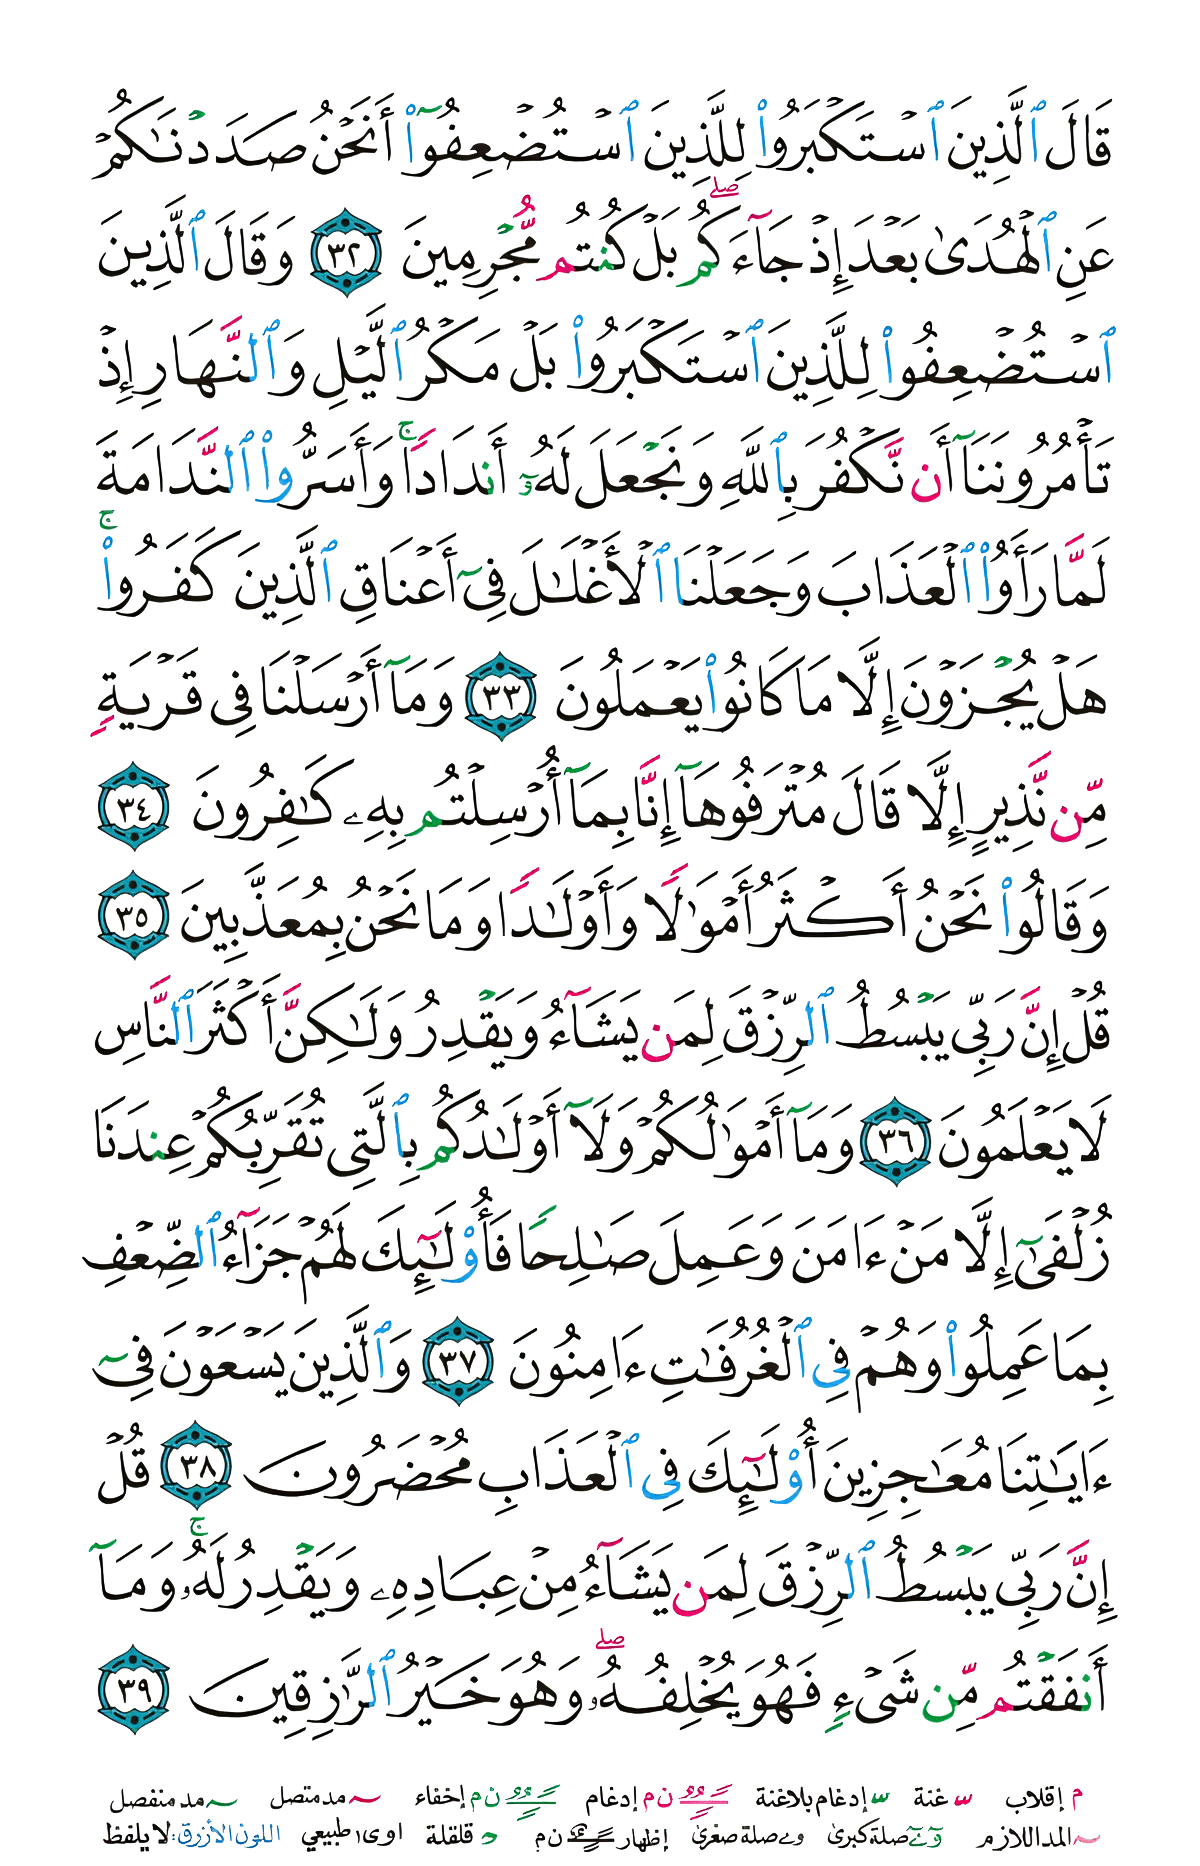 قَالَ ٱلَّذِينَ ٱسۡتَكۡبَرُواْ لِلَّذِينَ ٱسۡتُضۡعِفُوٓاْ أَنَحۡنُ صَدَدۡنَٰكُمۡ
عَنِ ٱلۡهُدَىٰ بَعۡدَ إِذۡ جَآءَكُمۖ بَلۡ كُنتُم مُّجۡرِمِينَ ٣٢ وَقَالَ ٱلَّذِينَ
ٱسۡتُضۡعِفُواْ لِلَّذِينَ ٱسۡتَكۡبَرُواْ بَلۡ مَكۡرُ ٱلَّيۡلِ وَٱلنَّهَارِ إِذۡ
تَأۡمُرُونَنَآ أَن نَّكۡفُرَ بِٱللَّهِ وَنَجۡعَلَ لَهُۥٓ أَندَادٗاۚ وَأَسَرُّواْ ٱلنَّدَامَةَ
لَمَّا رَأَوُاْ ٱلۡعَذَابَۚ وَجَعَلۡنَا ٱلۡأَغۡلَٰلَ فِيٓ أَعۡنَاقِ ٱلَّذِينَ كَفَرُواْۚ
هَلۡ يُجۡزَوۡنَ إِلَّا مَا كَانُواْ يَعۡمَلُونَ ٣٣ وَمَآ أَرۡسَلۡنَا فِي قَرۡيَةٖ
مِّن نَّذِيرٍ إِلَّا قَالَ مُتۡرَفُوهَآ إِنَّا بِمَآ أُرۡسِلۡتُم بِهِۦ كَٰفِرُونَ ٣٤
وَقَالُواْ نَحۡنُ أَكۡثَرُ أَمۡوَٰلٗا وَأَوۡلَٰدٗا وَمَا نَحۡنُ بِمُعَذَّبِينَ ٣٥
قُلۡ إِنَّ رَبِّي يَبۡسُطُ ٱلرِّزۡقَ لِمَن يَشَآءُ وَيَقۡدِرُ وَلَٰكِنَّ أَكۡثَرَ ٱلنَّاسِ
لَا يَعۡلَمُونَ ٣٦ وَمَآ أَمۡوَٰلُكُمۡ وَلَآ أَوۡلَٰدُكُم بِٱلَّتِي تُقَرِّبُكُمۡ عِندَنَا
زُلۡفَىٰٓ إِلَّا مَنۡ ءَامَنَ وَعَمِلَ صَٰلِحٗا فَأُوْلَٰٓئِكَ لَهُمۡ جَزَآءُ ٱلضِّعۡفِ
بِمَا عَمِلُواْ وَهُمۡ فِي ٱلۡغُرُفَٰتِ ءَامِنُونَ ٣٧ وَٱلَّذِينَ يَسۡعَوۡنَ فِيٓ
ءَايَٰتِنَا مُعَٰجِزِينَ أُوْلَٰٓئِكَ فِي ٱلۡعَذَابِ مُحۡضَرُونَ ٣٨ قُلۡ
إِنَّ رَبِّي يَبۡسُطُ ٱلرِّزۡقَ لِمَن يَشَآءُ مِنۡ عِبَادِهِۦ وَيَقۡدِرُ لَهُۥۚ وَمَآ
أَنفَقۡتُم مِّن شَيۡءٖ فَهُوَ يُخۡلِفُهُۥۖ وَهُوَ خَيۡرُ ٱلرَّٰزِقِينَ ٣٩
م إقلاب ّ غنة ّ إدغام بلاغنة ن م إدغام ن م إخفاء ~ مد متصل ~ مد منفصل
~ المد اللازم صلة كبرى وے صلة صغرى إظهار ن م قلقلة اوى طبيعي اللون الأزرق: لا يلفظ